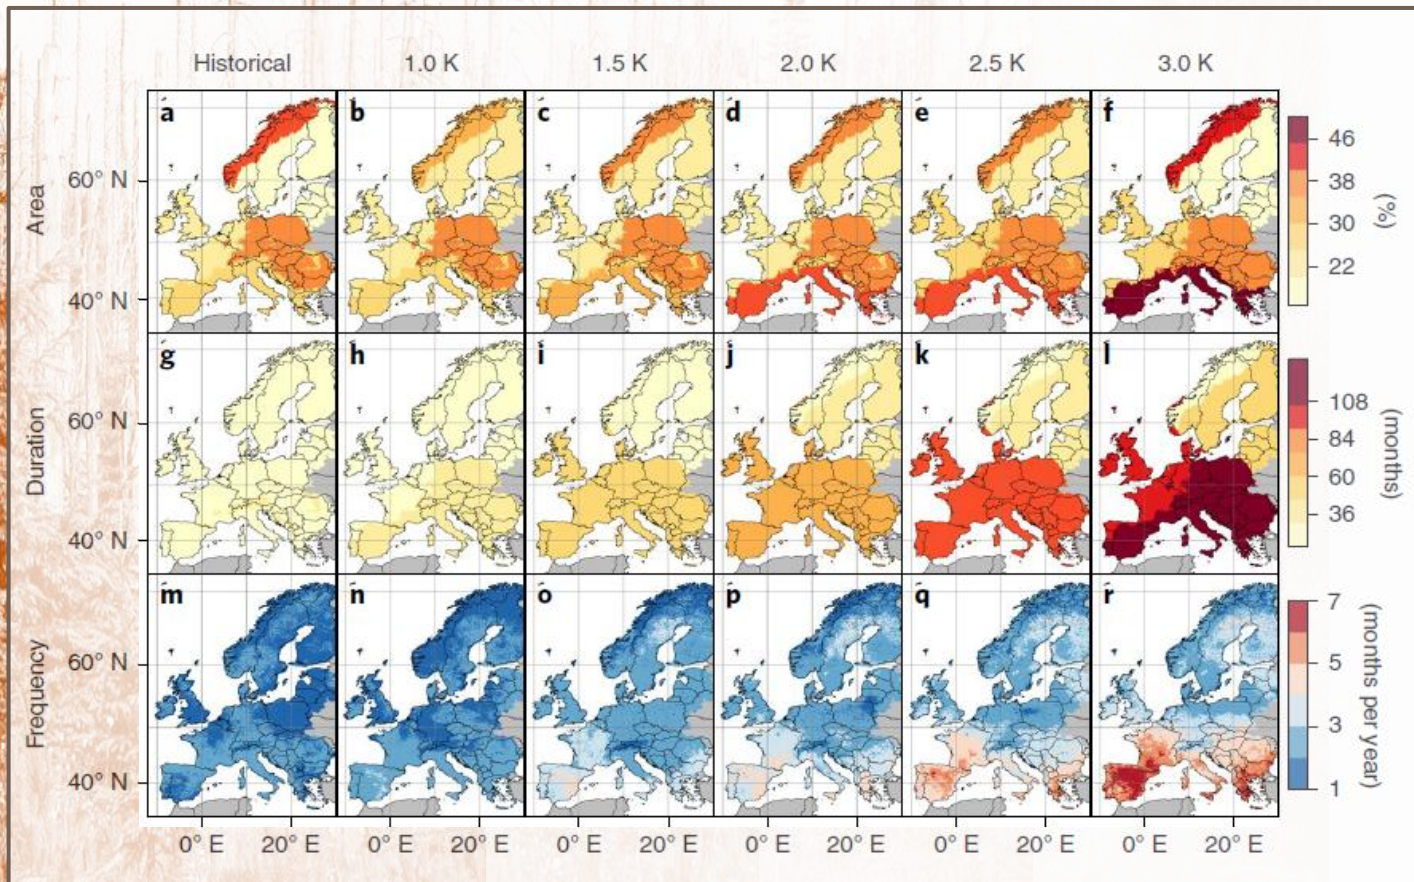 Historical 1.0 K 1.5 K 2.0 K 2.5 K 3.0 K
Area
a b c d e f
60° N
40° N
46
38
30
22
(%)
Duration
g h i j k l
60° N
40° N
108
84
60
36
(months)
Frequency
m n o p q r
60° N
40° N
7
5
3
1
(months per year)
0° E 20° E 0° E 20° E 0° E 20° E 0° E 20° E 0° E 20° E 0° E 20° E